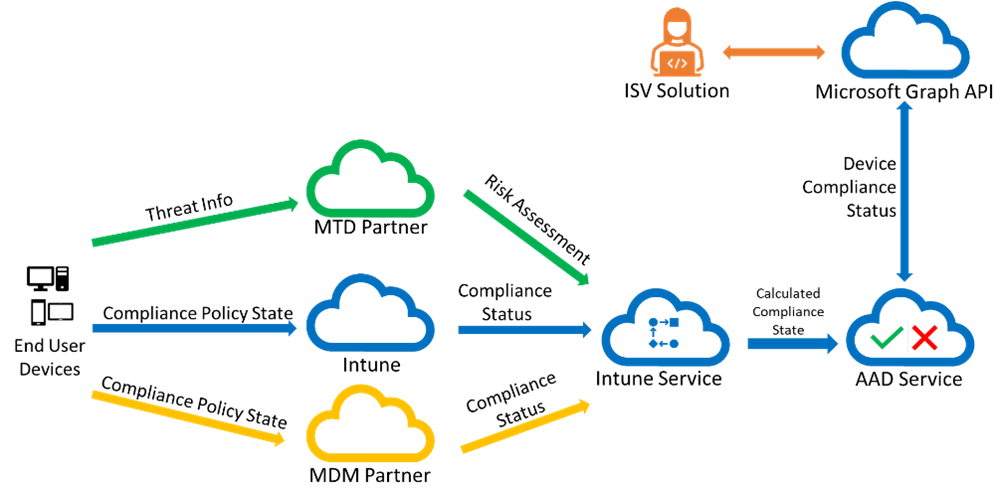 ISV Solution
Microsoft Graph API
Device
Compliance
Status
Threat Info
MTD Partner
Risk Assessment
End User
Devices
Compliance Policy State
Intune
Compliance
Status
Intune Service
Calculated
Compliance
State
AAD Service
Compliance Policy State
MDM Partner
Compliance
Status